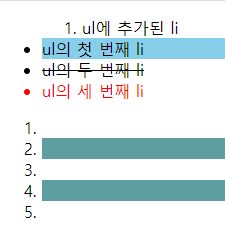 1. ul에 추가된 li
• ul의 첫 번째 li
• ul의 두 번째 li
• ul의 세 번째 li
1.
2.
3.
4.
5.